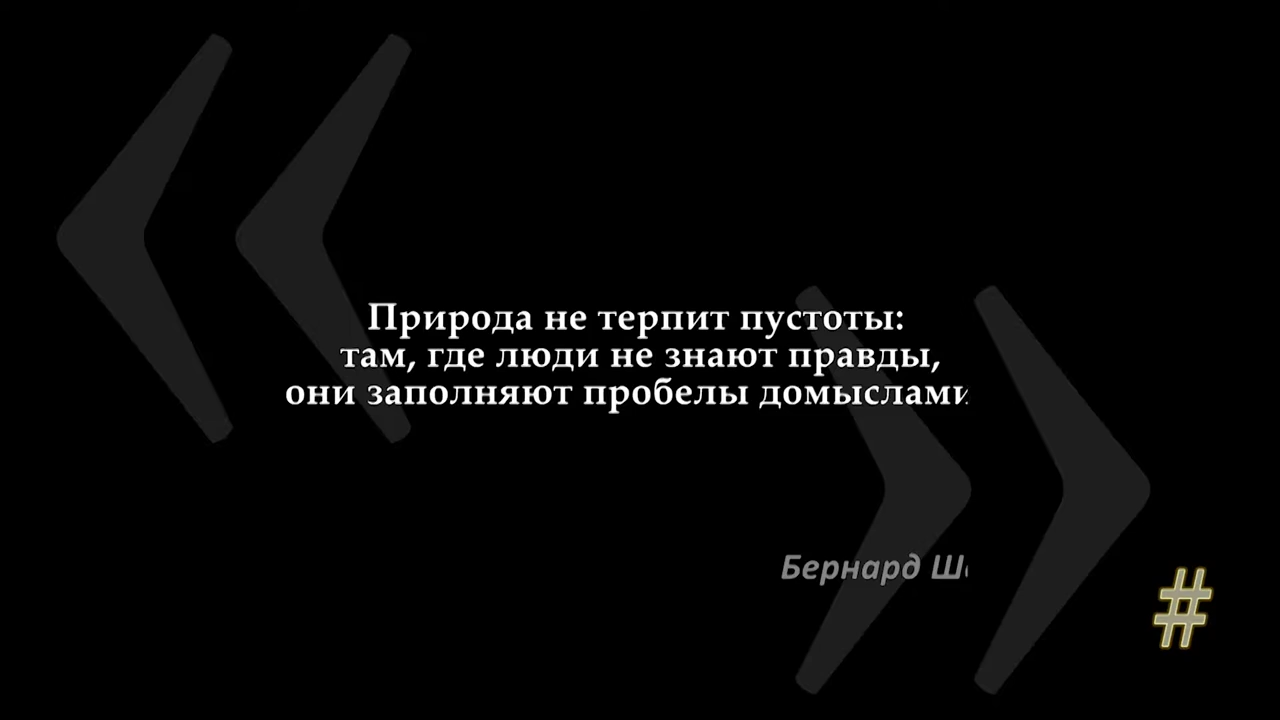 Природа не терпит пустоты:
там, где люди не знают правды,
они заполняют пробелы домыслами
Бернард Ш
#